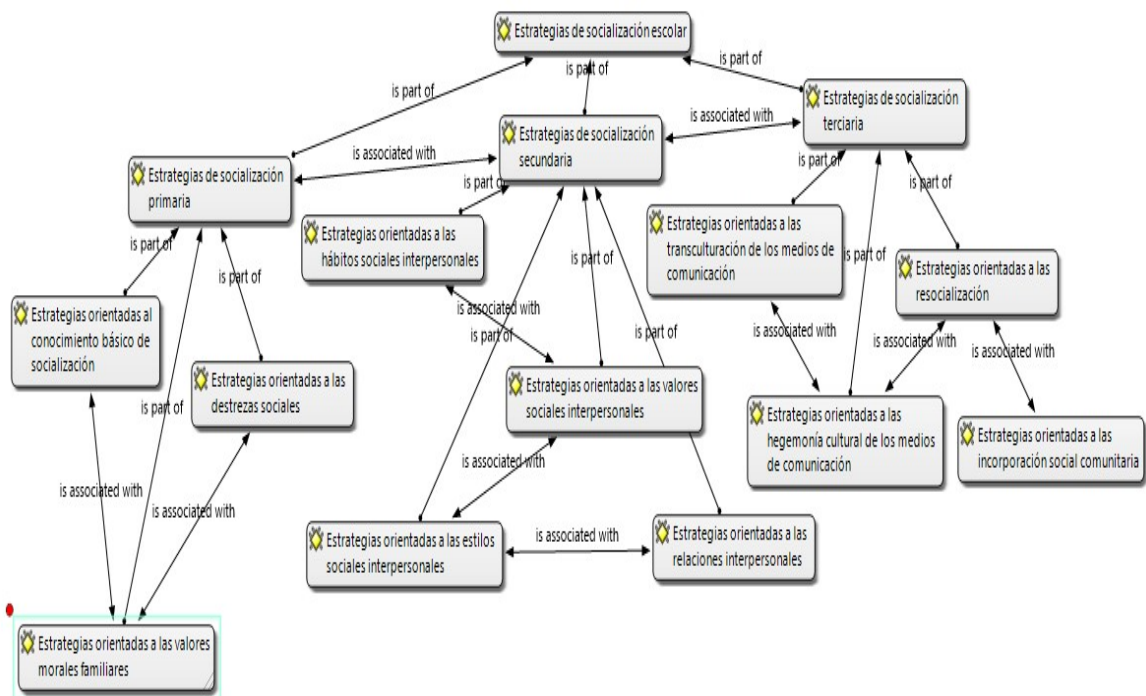 Estrategias de socialización escolar
is part of
is part of
is part of
Estrategias de socialización
terciaria
is associated with
Estrategias de socialización
secundaria
is associated with
Estrategias de socialización
primaria
is part of
is part of
is part of
Estrategias orientadas a las
hábitos sociales interpersonales
Estrategias orientadas a las
transculturación de los medios de
comunicación
is part of
is part of
is part of
is part of
Estrategias orientadas a las
resocialización
Estrategias orientadas al
conocimiento básico de
socialización
is associated with
is part of
is part of
is associated with
is associated with
is associated with
Estrategias orientadas a las
destrezas sociales
is part of
Estrategias orientadas a las valores
sociales interpersonales
Estrategias orientadas a las
hegemonía cultural de los medios
de comunicación
Estrategias orientadas a las
incorporación social comunitaria
is associated with
is associated with
is associated with
Estrategias orientadas a las estilos
sociales interpersonales
is associated with
Estrategias orientadas a las
relaciones interpersonales
Estrategias orientadas a las valores
morales familiares